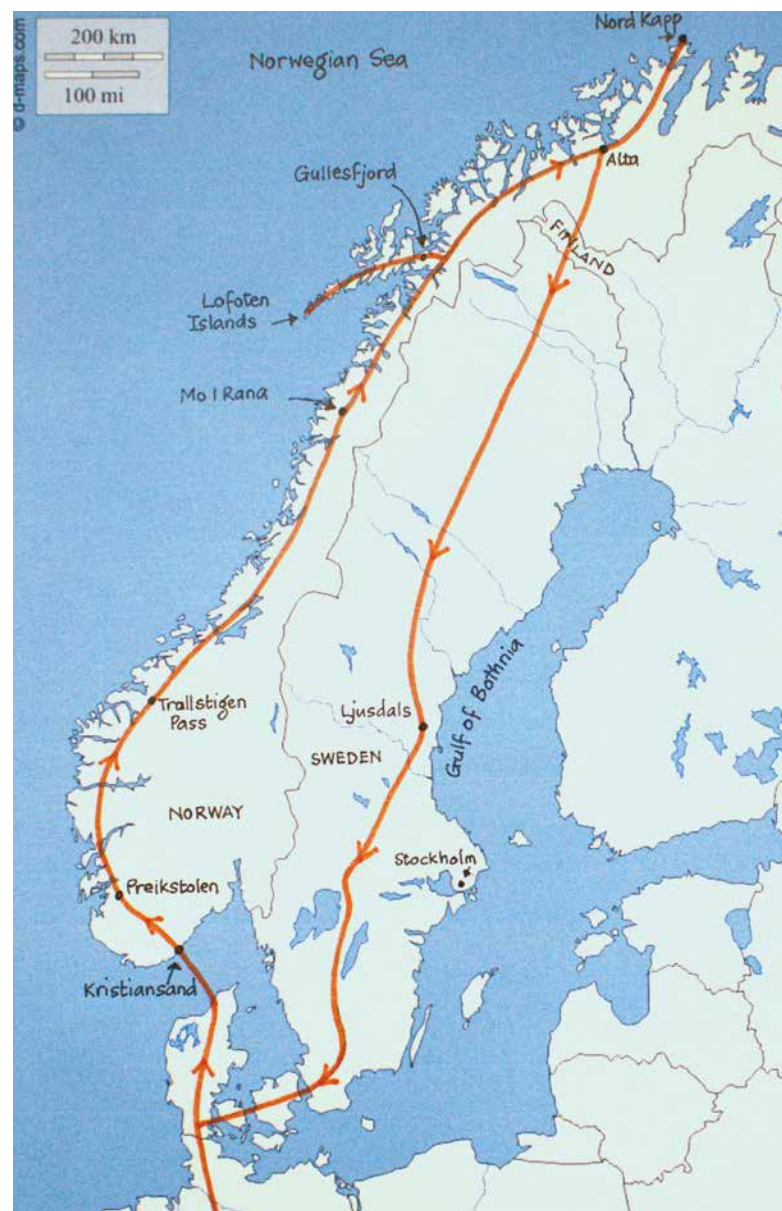 Nord Kapp
200 km
100 mi
© d-maps.com
Norwegian Sea
Alta
Gullesfjord
FINLAND
Lofoten
Islands
Mo I Rana
Gulf of Bothnia
Trallstigen
Pass
Ljusdals
SWEDEN
NORWAY
Stockholm
Preikstolen
Kristiansand